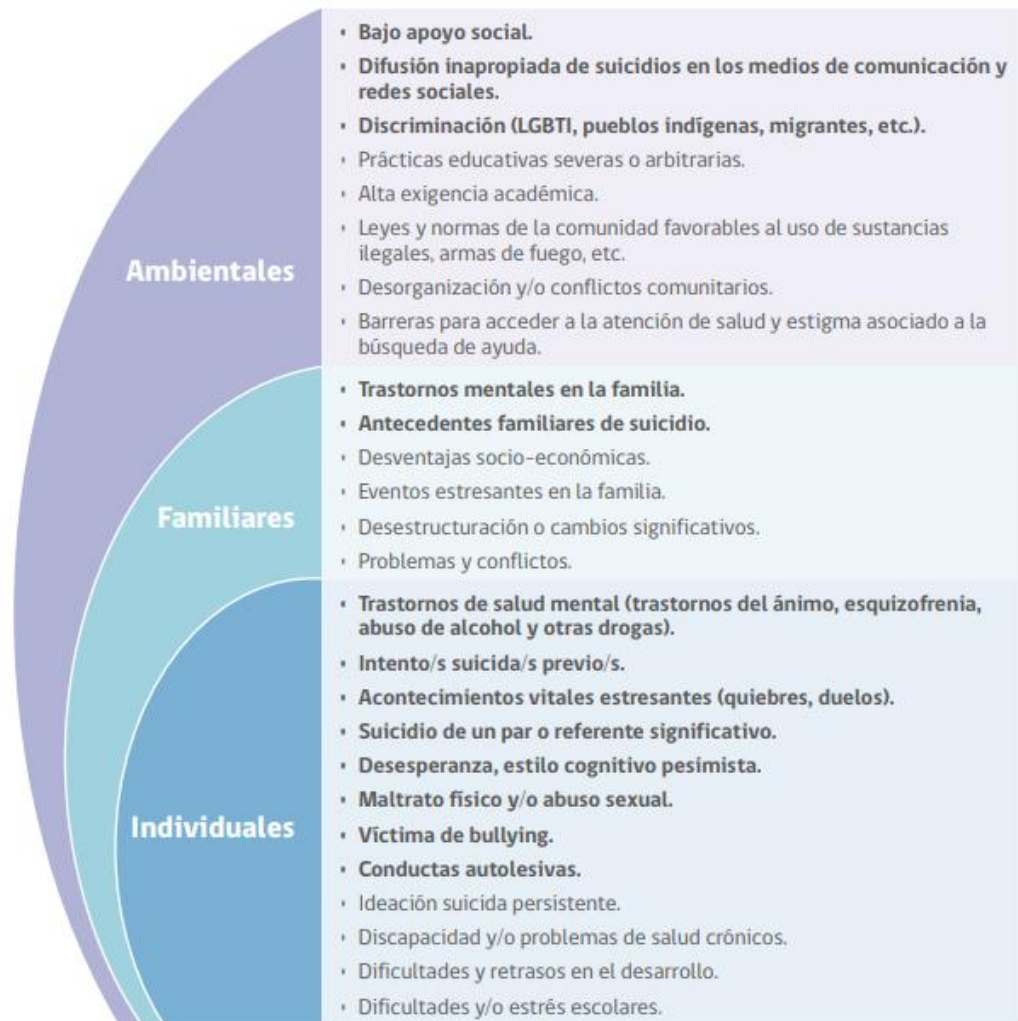 Ambientales
• Bajo apoyo social.
• Difusión inapropiada de suicidios en los medios de comunicación y
redes sociales.
• Discriminación (LGBTI, pueblos indígenas, migrantes, etc.).
• Prácticas educativas severas o arbitrarias.
• Alta exigencia académica.
• Leyes y normas de la comunidad favorables al uso de sustancias
ilegales, armas de fuego, etc.
• Desorganización y/o conflictos comunitarios.
• Barreras para acceder a la atención de salud y estigma asociado a la
búsqueda de ayuda.
Familiares
• Trastornos mentales en la familia.
• Antecedentes familiares de suicidio.
• Desventajas socio-económicas.
• Eventos estresantes en la familia.
• Desestructuración o cambios significativos.
• Problemas y conflictos.
Individuales
• Trastornos de salud mental (trastornos del ánimo, esquizofrenia,
abuso de alcohol y otras drogas).
• Intento/s suicida/s previo/s.
• Acontecimientos vitales estresantes (quiebres, duelos).
• Suicidio de un par o referente significativo.
• Desesperanza, estilo cognitivo pesimista.
• Maltrato físico y/o abuso sexual.
• Víctima de bullying.
• Conductas autolesivas.
• Ideación suicida persistente.
• Discapacidad y/o problemas de salud crónicos.
• Dificultades y retrasos en el desarrollo.
• Dificultades y/o estrés escolares.